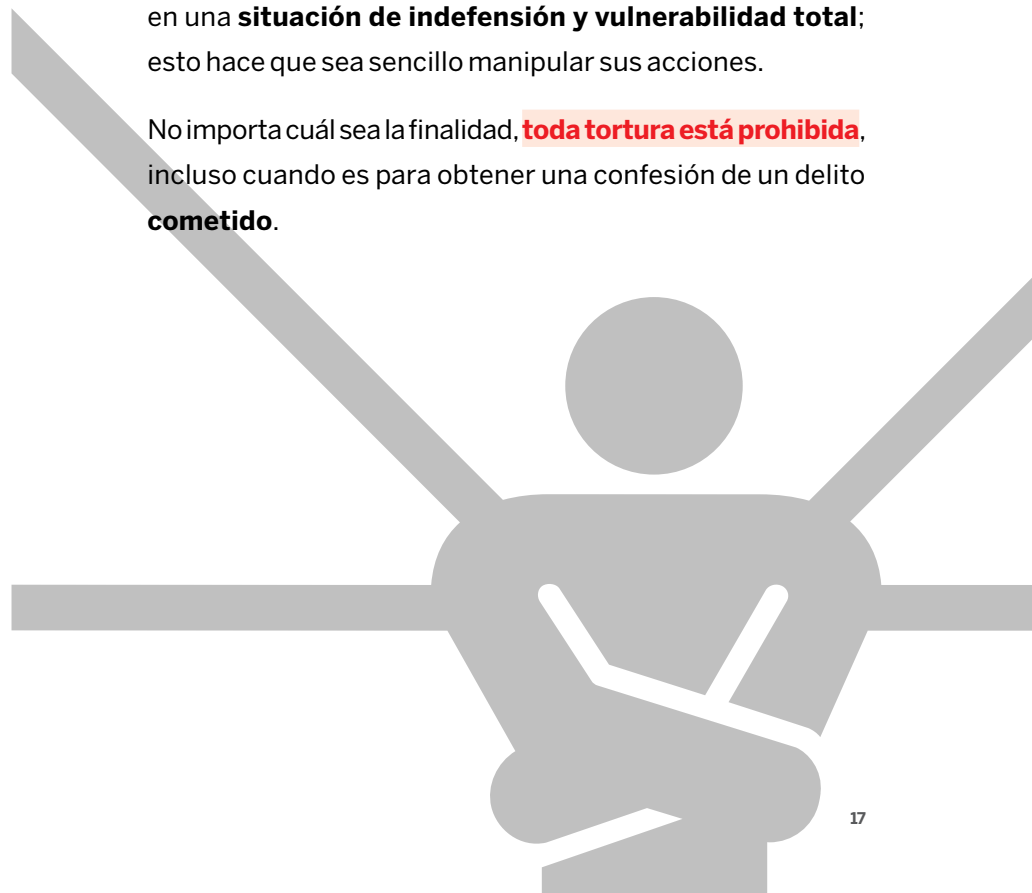 en una situación de indefensión y vulnerabilidad total;
esto hace que sea sencillo manipular sus acciones.
No importa cuál sea la finalidad, toda tortura está prohibida,
incluso cuando es para obtener una confesión de un delito
cometido.
17